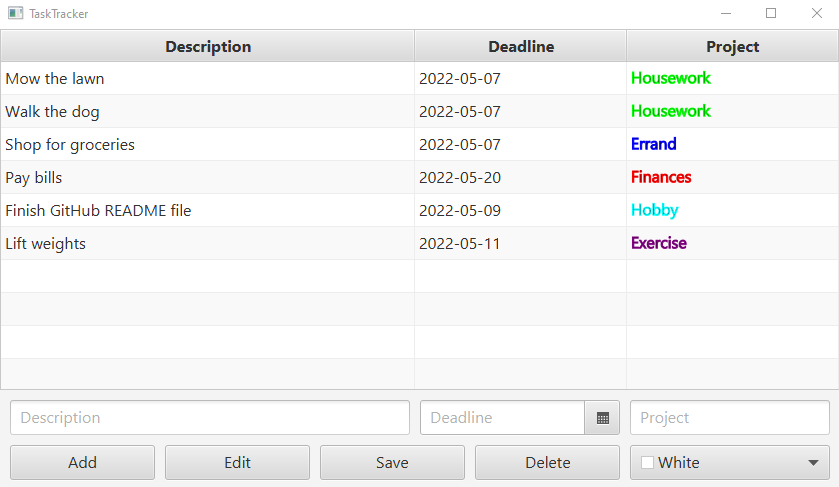 TaskTracker
Description Deadline Project
Mow the lawn 2022-05-07 Housework
Walk the dog 2022-05-07 Housework
Shop for groceries 2022-05-07 Errand
Pay bills 2022-05-20 Finances
Finish GitHub README file 2022-05-09 Hobby
Lift weights 2022-05-11 Exercise
Description Deadline Project
Add Edit Save Delete White